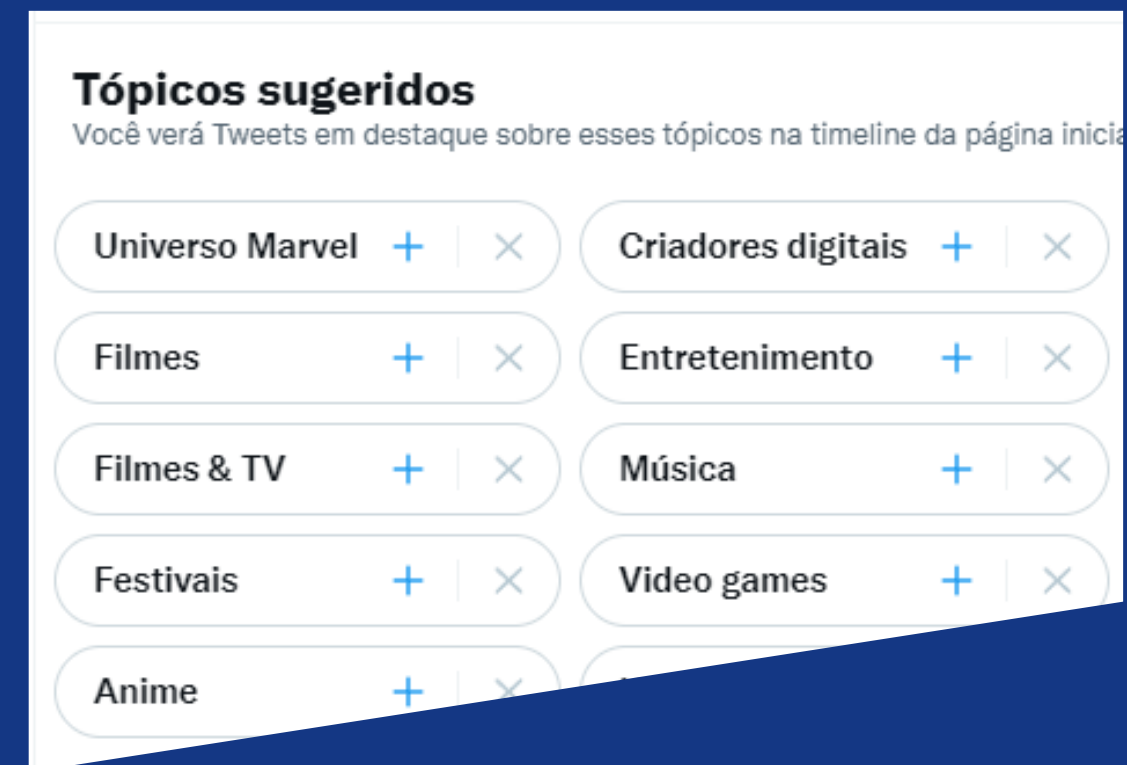 Tópicos sugeridos
Você verá Tweets em destaque sobre esses tópicos na timeline da página
Universo Marvel
Criadores digitais
Filmes
Entretenimento
Filmes & TV
Música
Festivais
Video games
Anime